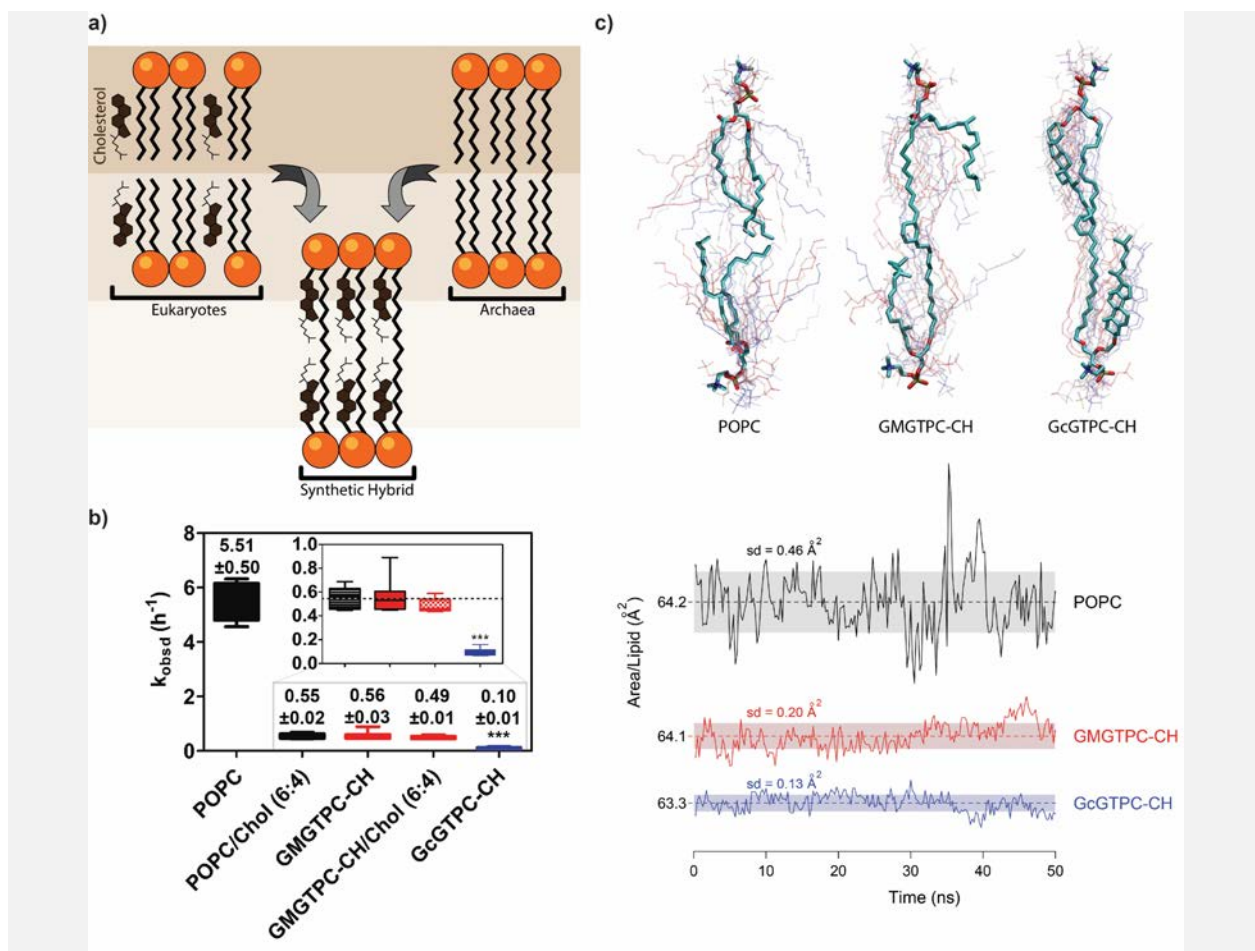 a)
Cholesterol
Eukaryotes
Archaea
Synthetic Hybrid
b)
k obsd (h-1)
8
6
4
2
0
5.51
±0.50
1.0
0.8
0.6
0.4
0.2
0.0
***
0.55 0.56 0.49 0.10
±0.02 ±0.03 ±0.01 ±0.01
***
POPC
POPC/Chol (6:4)
GMGTPC-CH
GMGTPC-CH/Chol (6:4)
GcGTPC-CH
c)
POPC GMGTPC-CH GcGTPC-CH
Area/Lipid (Å²)
sd = 0.46 Å²
64.2
POPC
sd = 0.20 Å²
64.1
GMGTPC-CH
sd = 0.13 Å²
63.3
GcGTPC-CH
0 10 20 30 40 50
Time (ns)